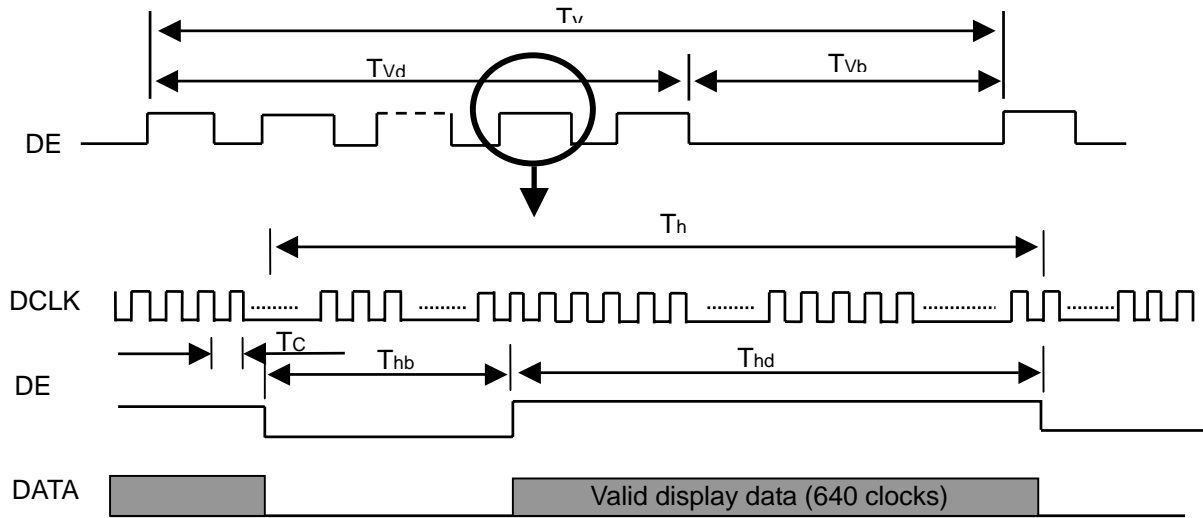 Tv
TVd
TVb
DE
Th
DCLK
TC
Thb
Thd
DE
DATA
Valid display data (640 clocks)